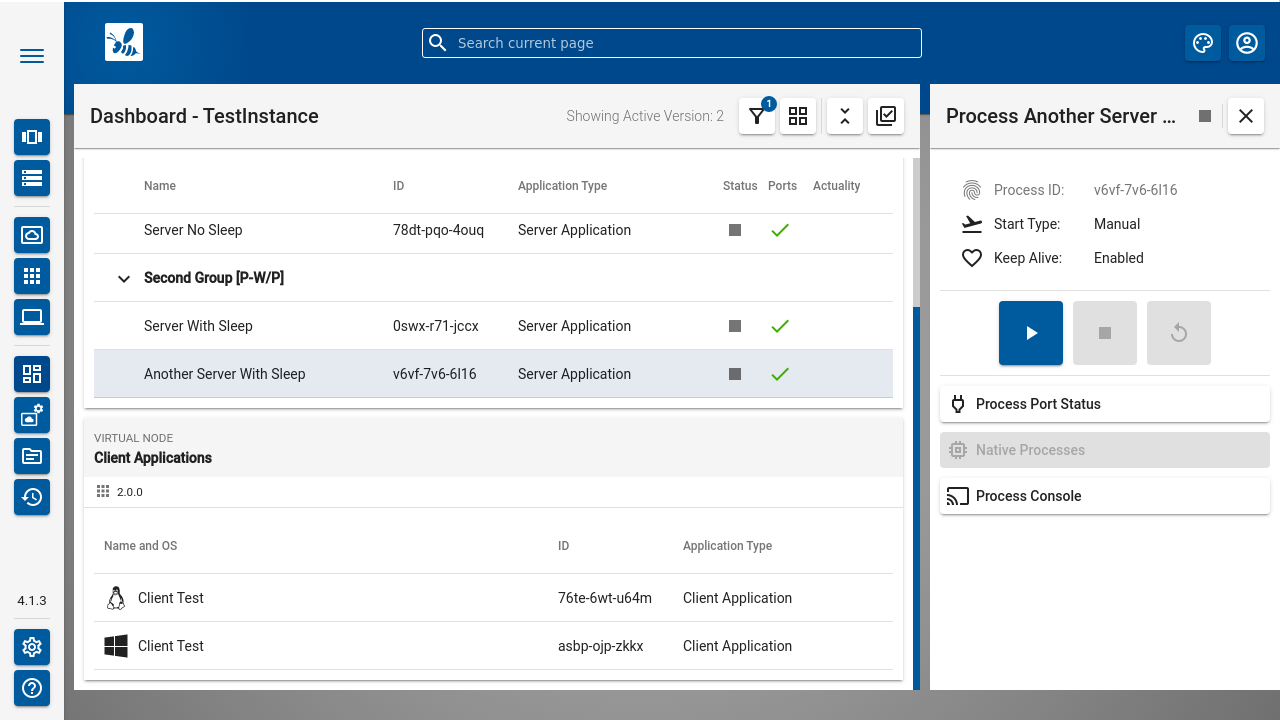 Search current page
Dashboard - TestInstance
Showing Active Version: 2
1
Name ID Application Type Status Ports Actuality
Server No Sleep 78dt-pqo-4ouq Server Application
Second Group [P-W/P]
Server With Sleep 0swx-r71-jccx Server Application
Another Server With Sleep v6vf-7v6-6l16 Server Application
VIRTUAL NODE
Client Applications
2.0.0
Name and OS ID Application Type
Client Test 76te-6wt-u64m Client Application
Client Test asbp-ojp-zkkx Client Application
Process Another Server ...
Process ID: v6vf-7v6-6l16
Start Type: Manual
Keep Alive: Enabled
Process Port Status
Native Processes
Process Console
4.1.3